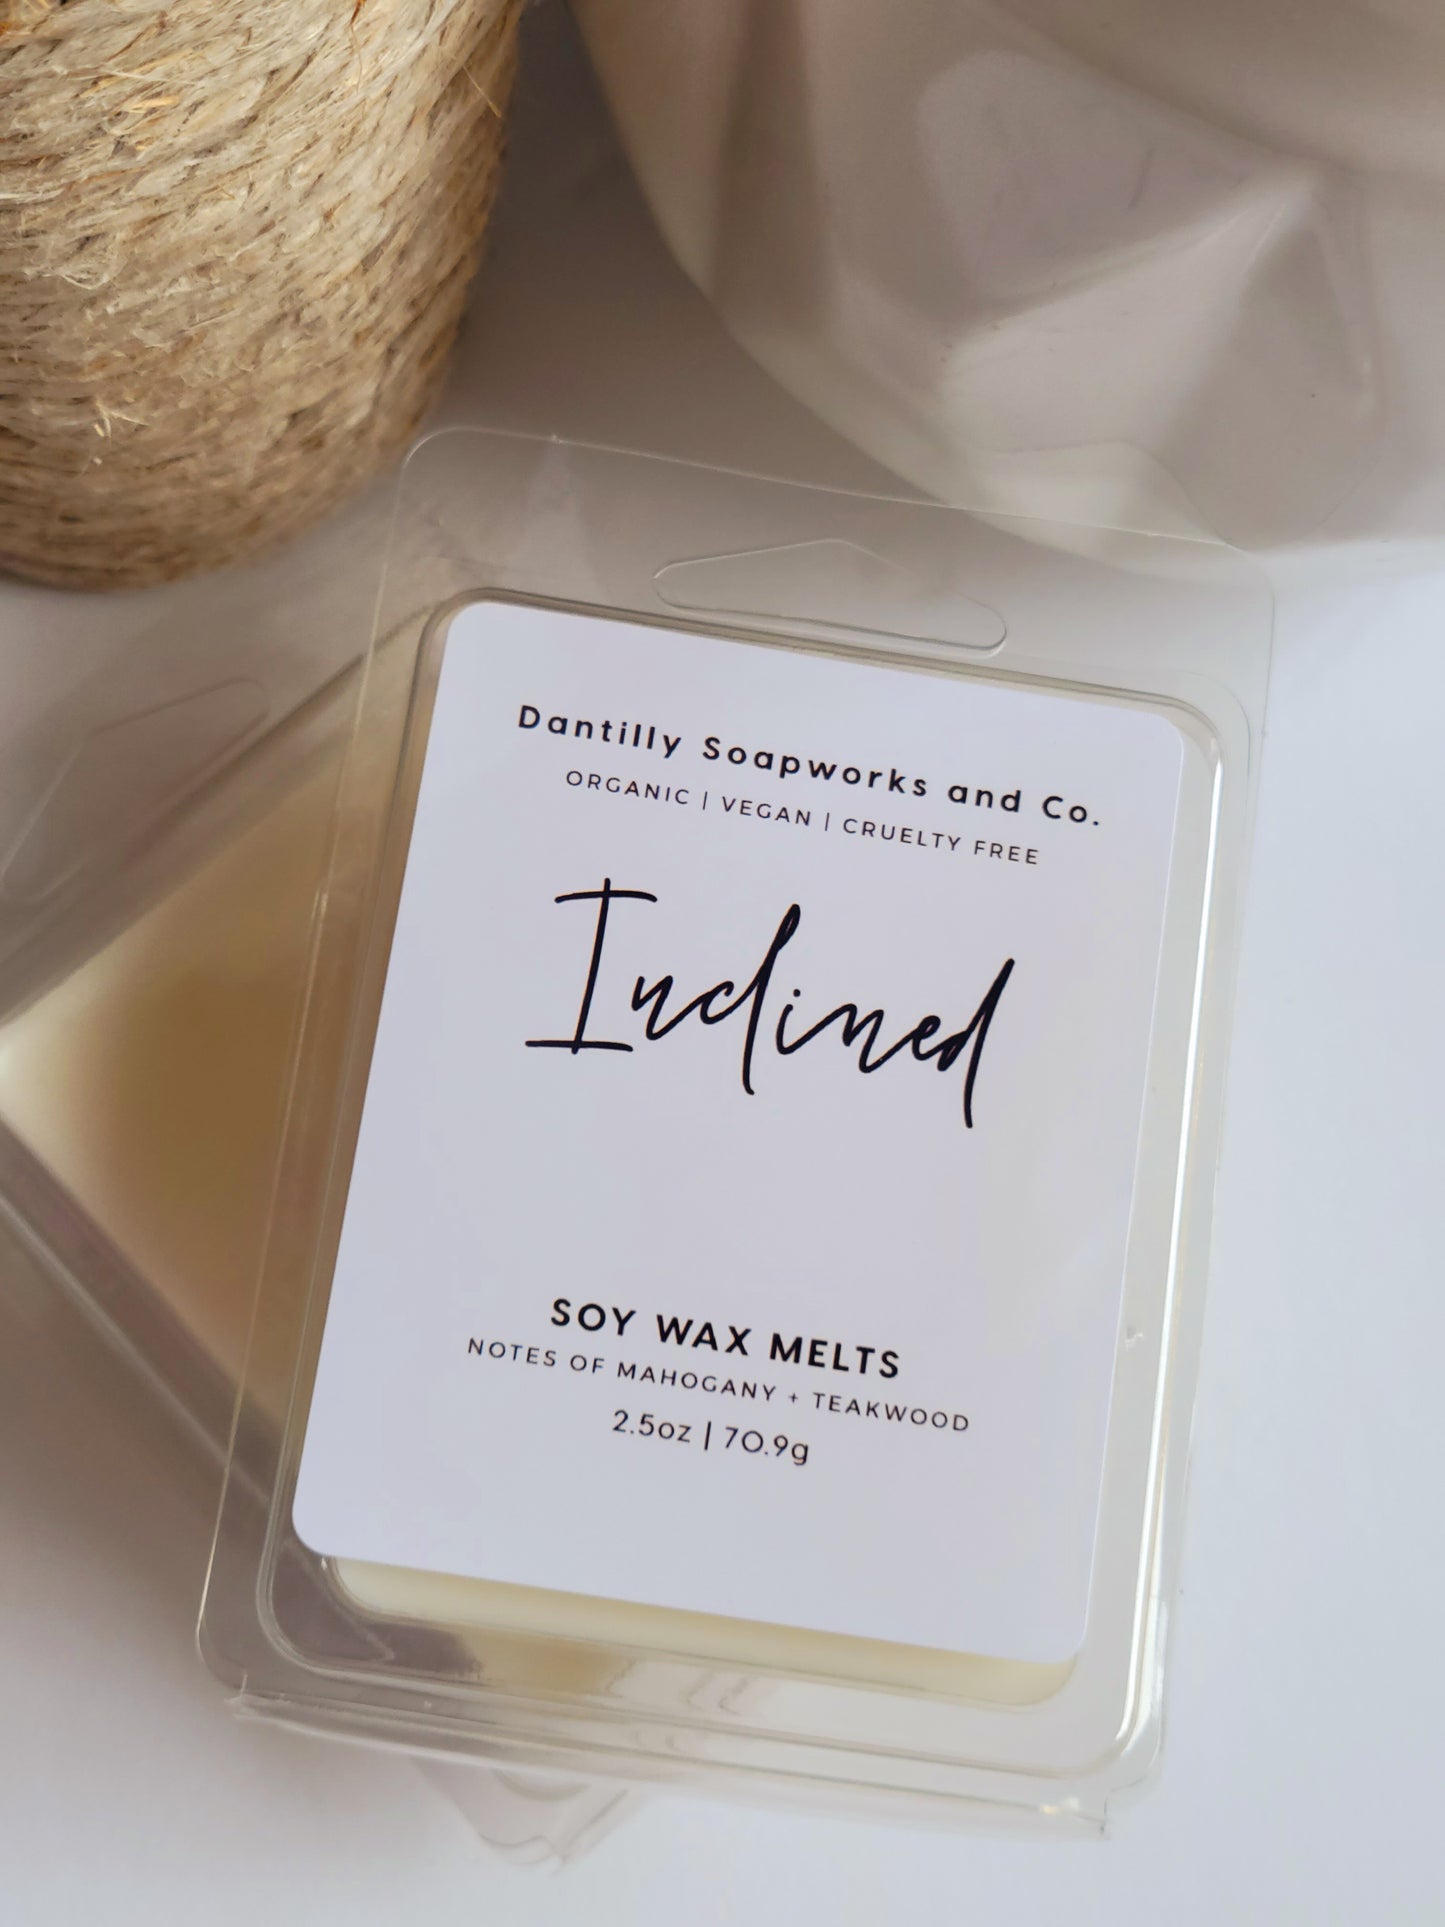 Dantilly Soapworks and Co.
ORGANIC | VEGAN | CRUELTY FREE
Inclined
SOY WAX MELTS
NOTES OF MAHOGANY + TEAKWOOD
2.5oz | 70.9g